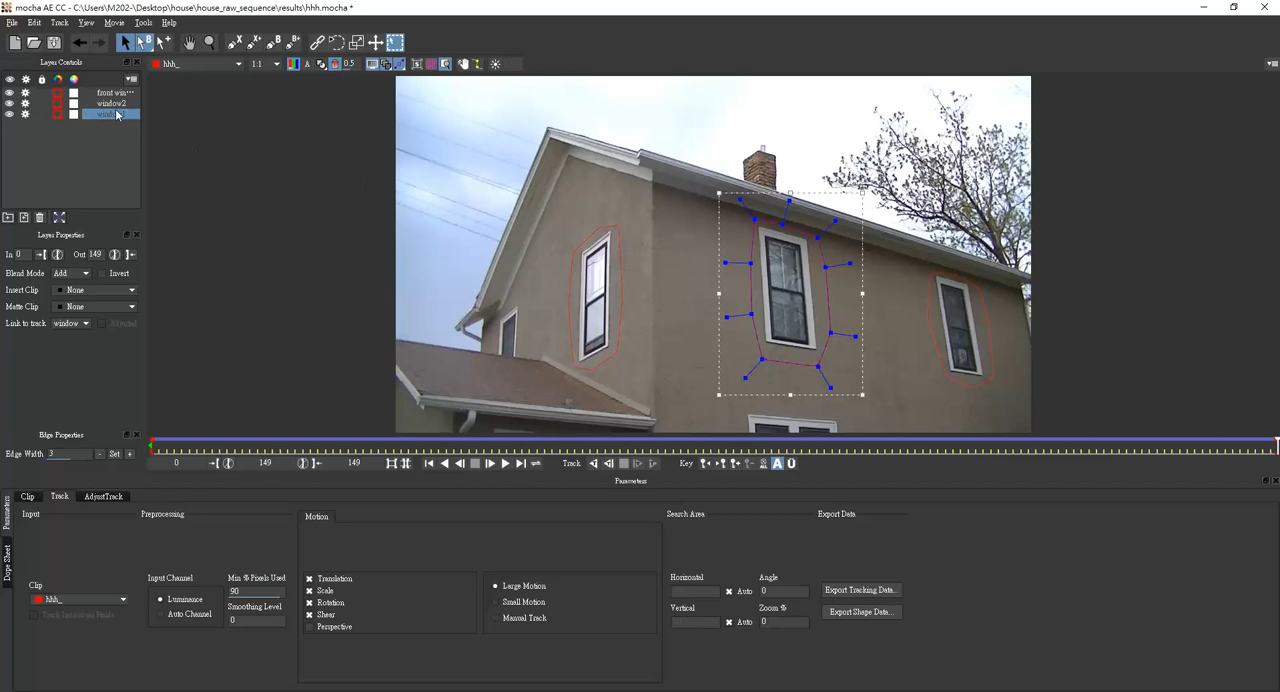 mocha AE CC - C:\Users\M202-\Desktop\house\house_raw_sequence\results\hhh.mocha *
File Edit Track View Movie Tools Help
Layer Controls
hhh_ 1:1 A 0.5
front win···
window2
Layer Properties
In 0 Out 149
Blend Mode Add Invert
Insert Clip None
Matte Clip None
Link to track window Adjusted
Edge Properties
Edge Width 3 - Set +
0 149 149 Track Key ALL A Ü
Parameters
Parameters
Dope Sheet
Clip Track AdjustTrack
Input Preprocessing Motion Search Area Export Data
Input Channel Min % Pixels Used
Luminance 90
Auto Channel Smoothing Level
0
Clip
hhh_
Translation
Scale
Rotation
Shear
Perspective
Large Motion
Small Motion
Manual Track
Horizontal Angle
Auto 0
Vertical Zoom %
Auto 0
Export Tracking Data...
Export Shape Data...